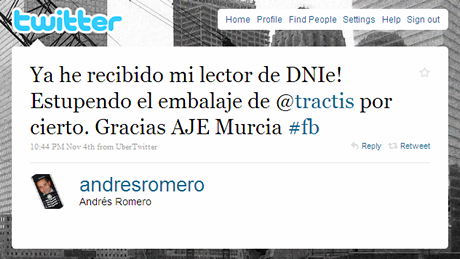 twitter
Home Profile Find People Settings Help Sign out
Ya he recibido mi lector de DNIe!
Estupendo el embalaje de @tractis por
cierto. Gracias AJE Murcia #fb
10:44 PM Nov 4th from UberTwitter
Reply Retweet
andresromero
Andrés Romero